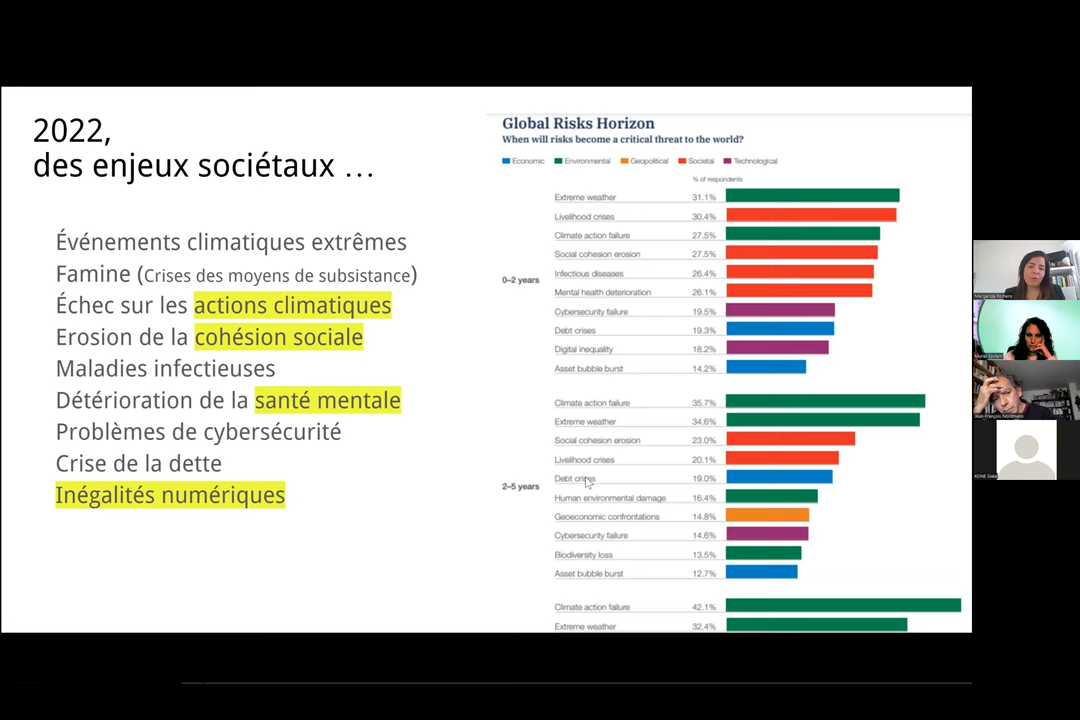 2022,
des enjeux sociétaux ...
Événements climatiques extrêmes
Famine (Crises des moyens de subsistance)
Échec sur les actions climatiques
Erosion de la cohésion sociale
Maladies infectieuses
Détérioration de la santé mentale
Problèmes de cybersécurité
Crise de la dette
Inégalités numériques
Global Risks Horizon
When will risks become a critical threat to the world?
Economic Environmental Geopolitical Societal Technological
% of respondents
0–2 years
Extreme weather 31.1%
Livelihood crises 30.4%
Climate action failure 27.5%
Social cohesion erosion 27.5%
Infectious diseases 26.4%
Mental health deterioration 26.1%
Cybersecurity failure 19.5%
Debt crises 19.3%
Digital inequality 18.2%
Asset bubble burst 14.2%
2–5 years
Climate action failure 35.7%
Extreme weather 34.6%
Social cohesion erosion 23.0%
Livelihood crises 20.1%
Debt crises 19.0%
Human environmental damage 16.4%
Geoeconomic confrontations 14.8%
Cybersecurity failure 14.6%
Biodiversity loss 13.5%
Asset bubble burst 12.7%
Climate action failure 42.1%
Extreme weather 32.4%
Margarida Romero
Jean-François Nordmann